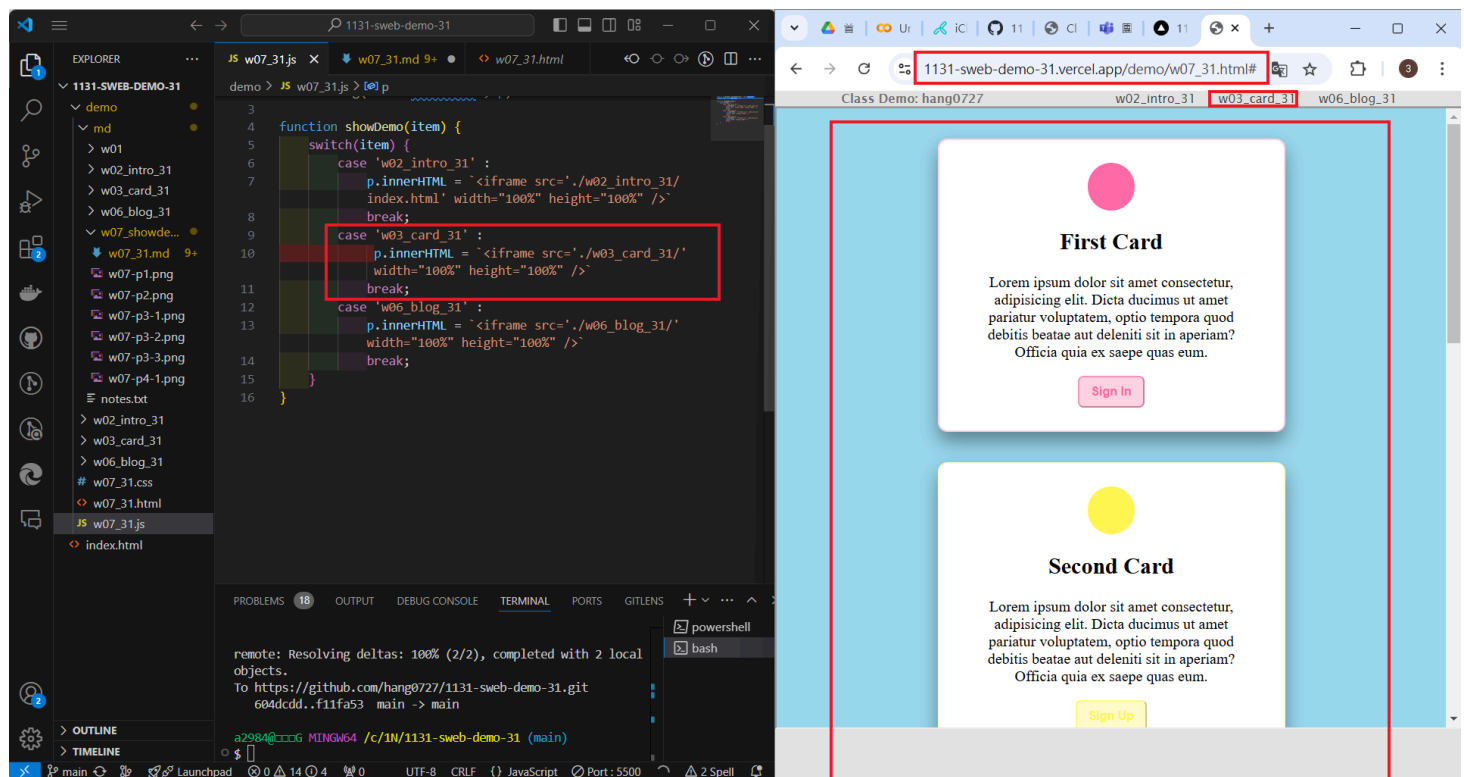 1131-sweb-demo-31
EXPLORER
1131-SWEB-DEMO-31
demo
md
w01
w02_intro_31
w03_card_31
w06_blog_31
w07_showde...
w07_31.md 9+
w07-p1.png
w07-p2.png
w07-p3-1.png
w07-p3-2.png
w07-p3-3.png
w07-p4-1.png
notes.txt
w02_intro_31
w03_card_31
w06_blog_31
# w07_31.css
<> w07_31.html
JS w07_31.js
<> index.html
OUTLINE
TIMELINE
JS w07_31.js w07_31.md 9+ <> w07_31.html
demo > JS w07_31.js > p
3
4 function showDemo(item) {
5 switch(item) {
6 case 'w02_intro_31' :
7 p.innerHTML = `<iframe src='./w02_intro_31/
index.html' width="100%" height="100%" />`
8 break;
9 case 'w03_card_31' :
10 p.innerHTML = `<iframe src='./w03_card_31/'
width="100%" height="100%" />`
11 break;
12 case 'w06_blog_31' :
13 p.innerHTML = `<iframe src='./w06_blog_31/'
width="100%" height="100%" />`
14 break;
15 }
16 }
PROBLEMS 18 OUTPUT DEBUG CONSOLE TERMINAL PORTS GITLENS
powershell
bash
remote: Resolving deltas: 100% (2/2), completed with 2 local
objects.
To https://github.com/hang0727/1131-sweb-demo-31.git
604dcdd..f11fa53 main -> main
a2984@□□□G MINGW64 /c/1N/1131-sweb-demo-31 (main)
$
main Launchpad 0 14 4 0 UTF-8 CRLF {} JavaScript Port : 5500 2 Spell
Ur iCl 11 Cl 11
1131-sweb-demo-31.vercel.app/demo/w07_31.html#
3
Class Demo: hang0727 w02_intro_31 w03_card_31 w06_blog_31
First Card
Lorem ipsum dolor sit amet consectetur,
adipisicing elit. Dicta ducimus ut amet
pariatur voluptatem, optio tempora quod
debitis beatae aut deleniti sit in aperiam?
Officia quia ex saepe quas eum.
Sign In
Second Card
Lorem ipsum dolor sit amet consectetur,
adipisicing elit. Dicta ducimus ut amet
pariatur voluptatem, optio tempora quod
debitis beatae aut deleniti sit in aperiam?
Officia quia ex saepe quas eum.
Sign Up